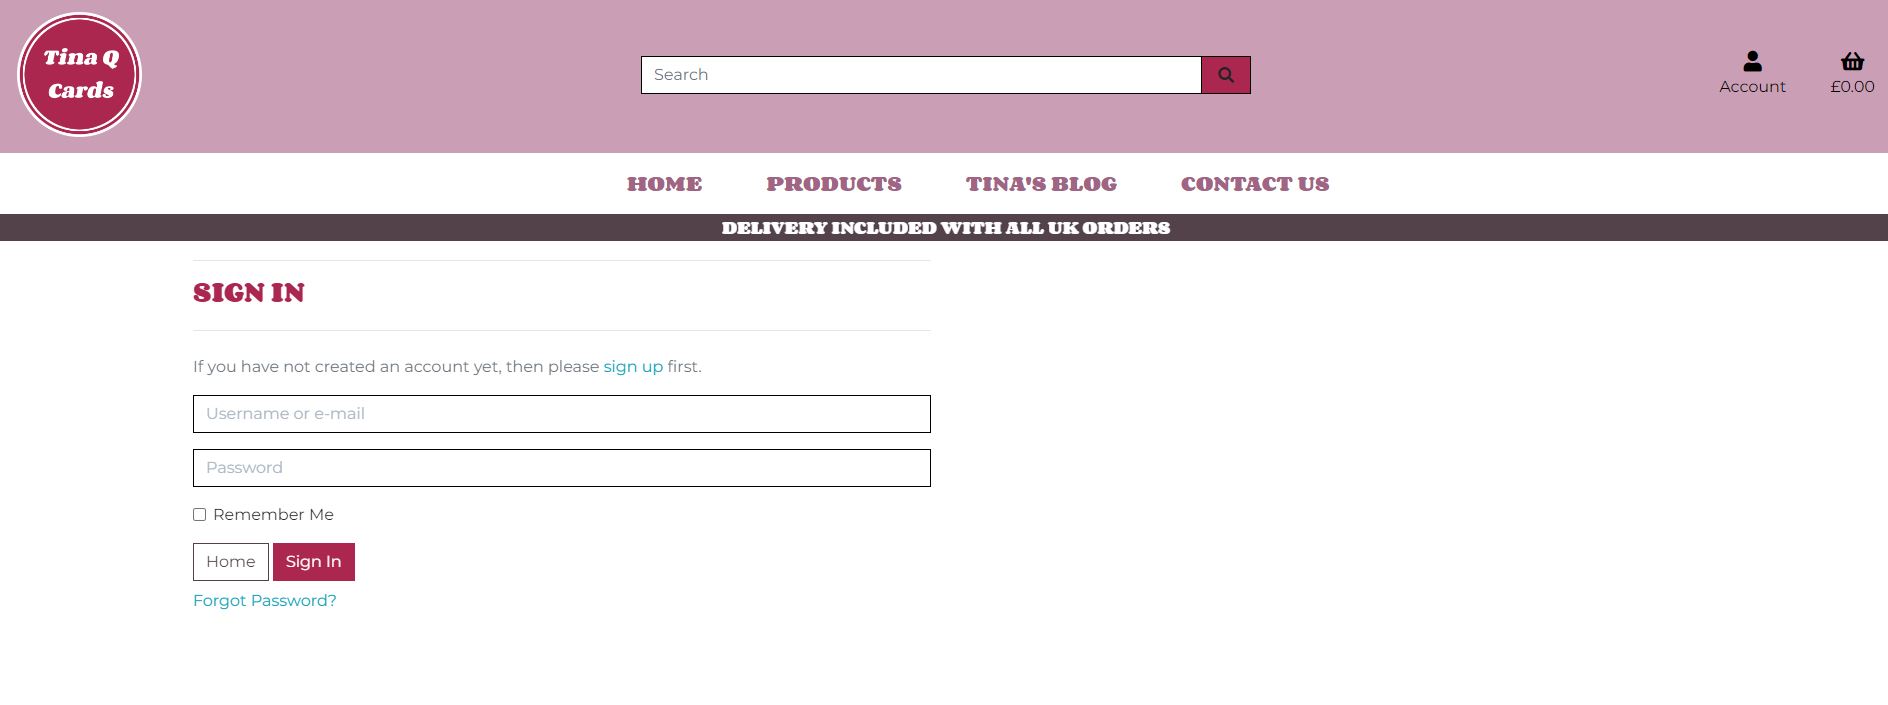 Tina Q
Cards
Search
Account
£0.00
HOME
PRODUCTS
TINA'S BLOG
CONTACT US
DELIVERY INCLUDED WITH ALL UK ORDERS
SIGN IN
If you have not created an account yet, then please sign up first.
Username or e-mail
Password
Remember Me
Home
Sign In
Forgot Password?